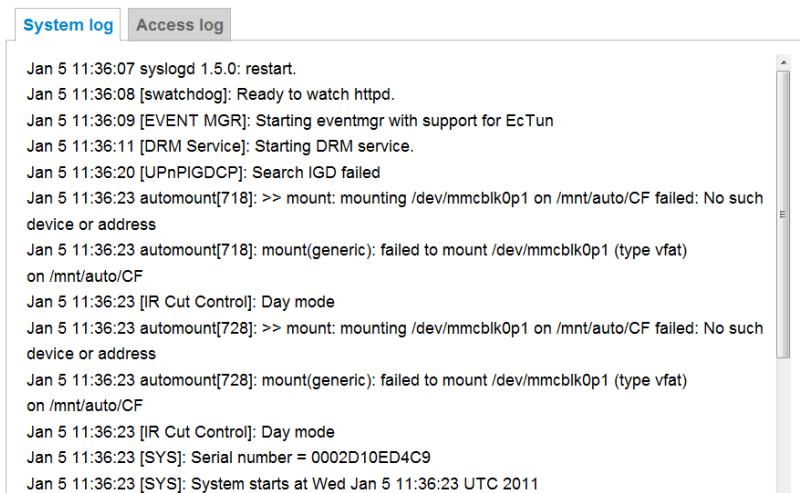 System log
Access log
Jan 5 11:36:07 syslogd 1.5.0: restart.
Jan 5 11:36:08 [swatchdog]: Ready to watch httpd.
Jan 5 11:36:09 [EVENT MGR]: Starting eventmgr with support for EcTun
Jan 5 11:36:11 [DRM Service]: Starting DRM service.
Jan 5 11:36:20 [UPnPIGDCP]: Search IGD failed
Jan 5 11:36:23 automount[718]: >> mount: mounting /dev/mmcblk0p1 on /mnt/auto/CF failed: No such
device or address
Jan 5 11:36:23 automount[718]: mount(generic): failed to mount /dev/mmcblk0p1 (type vfat)
on /mnt/auto/CF
Jan 5 11:36:23 [IR Cut Control]: Day mode
Jan 5 11:36:23 automount[728]: >> mount: mounting /dev/mmcblk0p1 on /mnt/auto/CF failed: No such
device or address
Jan 5 11:36:23 automount[728]: mount(generic): failed to mount /dev/mmcblk0p1 (type vfat)
on /mnt/auto/CF
Jan 5 11:36:23 [IR Cut Control]: Day mode
Jan 5 11:36:23 [SYS]: Serial number = 0002D10ED4C9
Jan 5 11:36:23 [SYS]: System starts at Wed Jan 5 11:36:23 UTC 2011